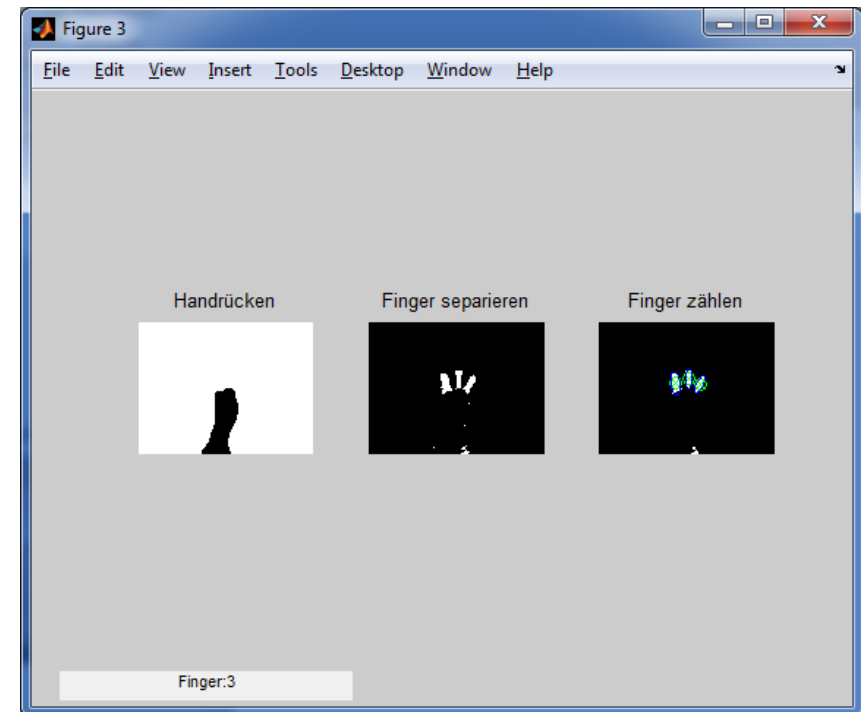 Figure 3
File Edit View Insert Tools Desktop Window Help
Handrücken Finger separieren Finger zählen
Finger:3